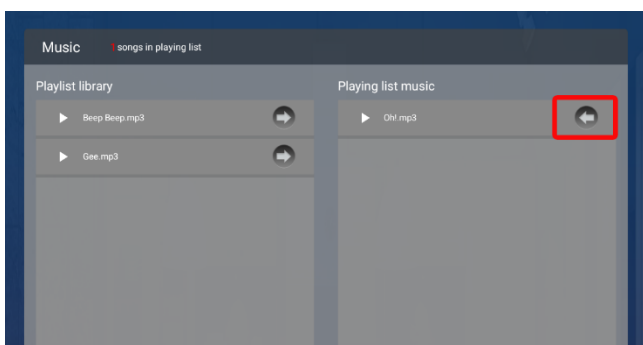 Music
songs in playing list
Playlist library
Playing list music
Beep Beep.mp3
Oh!.mp3
Gee.mp3